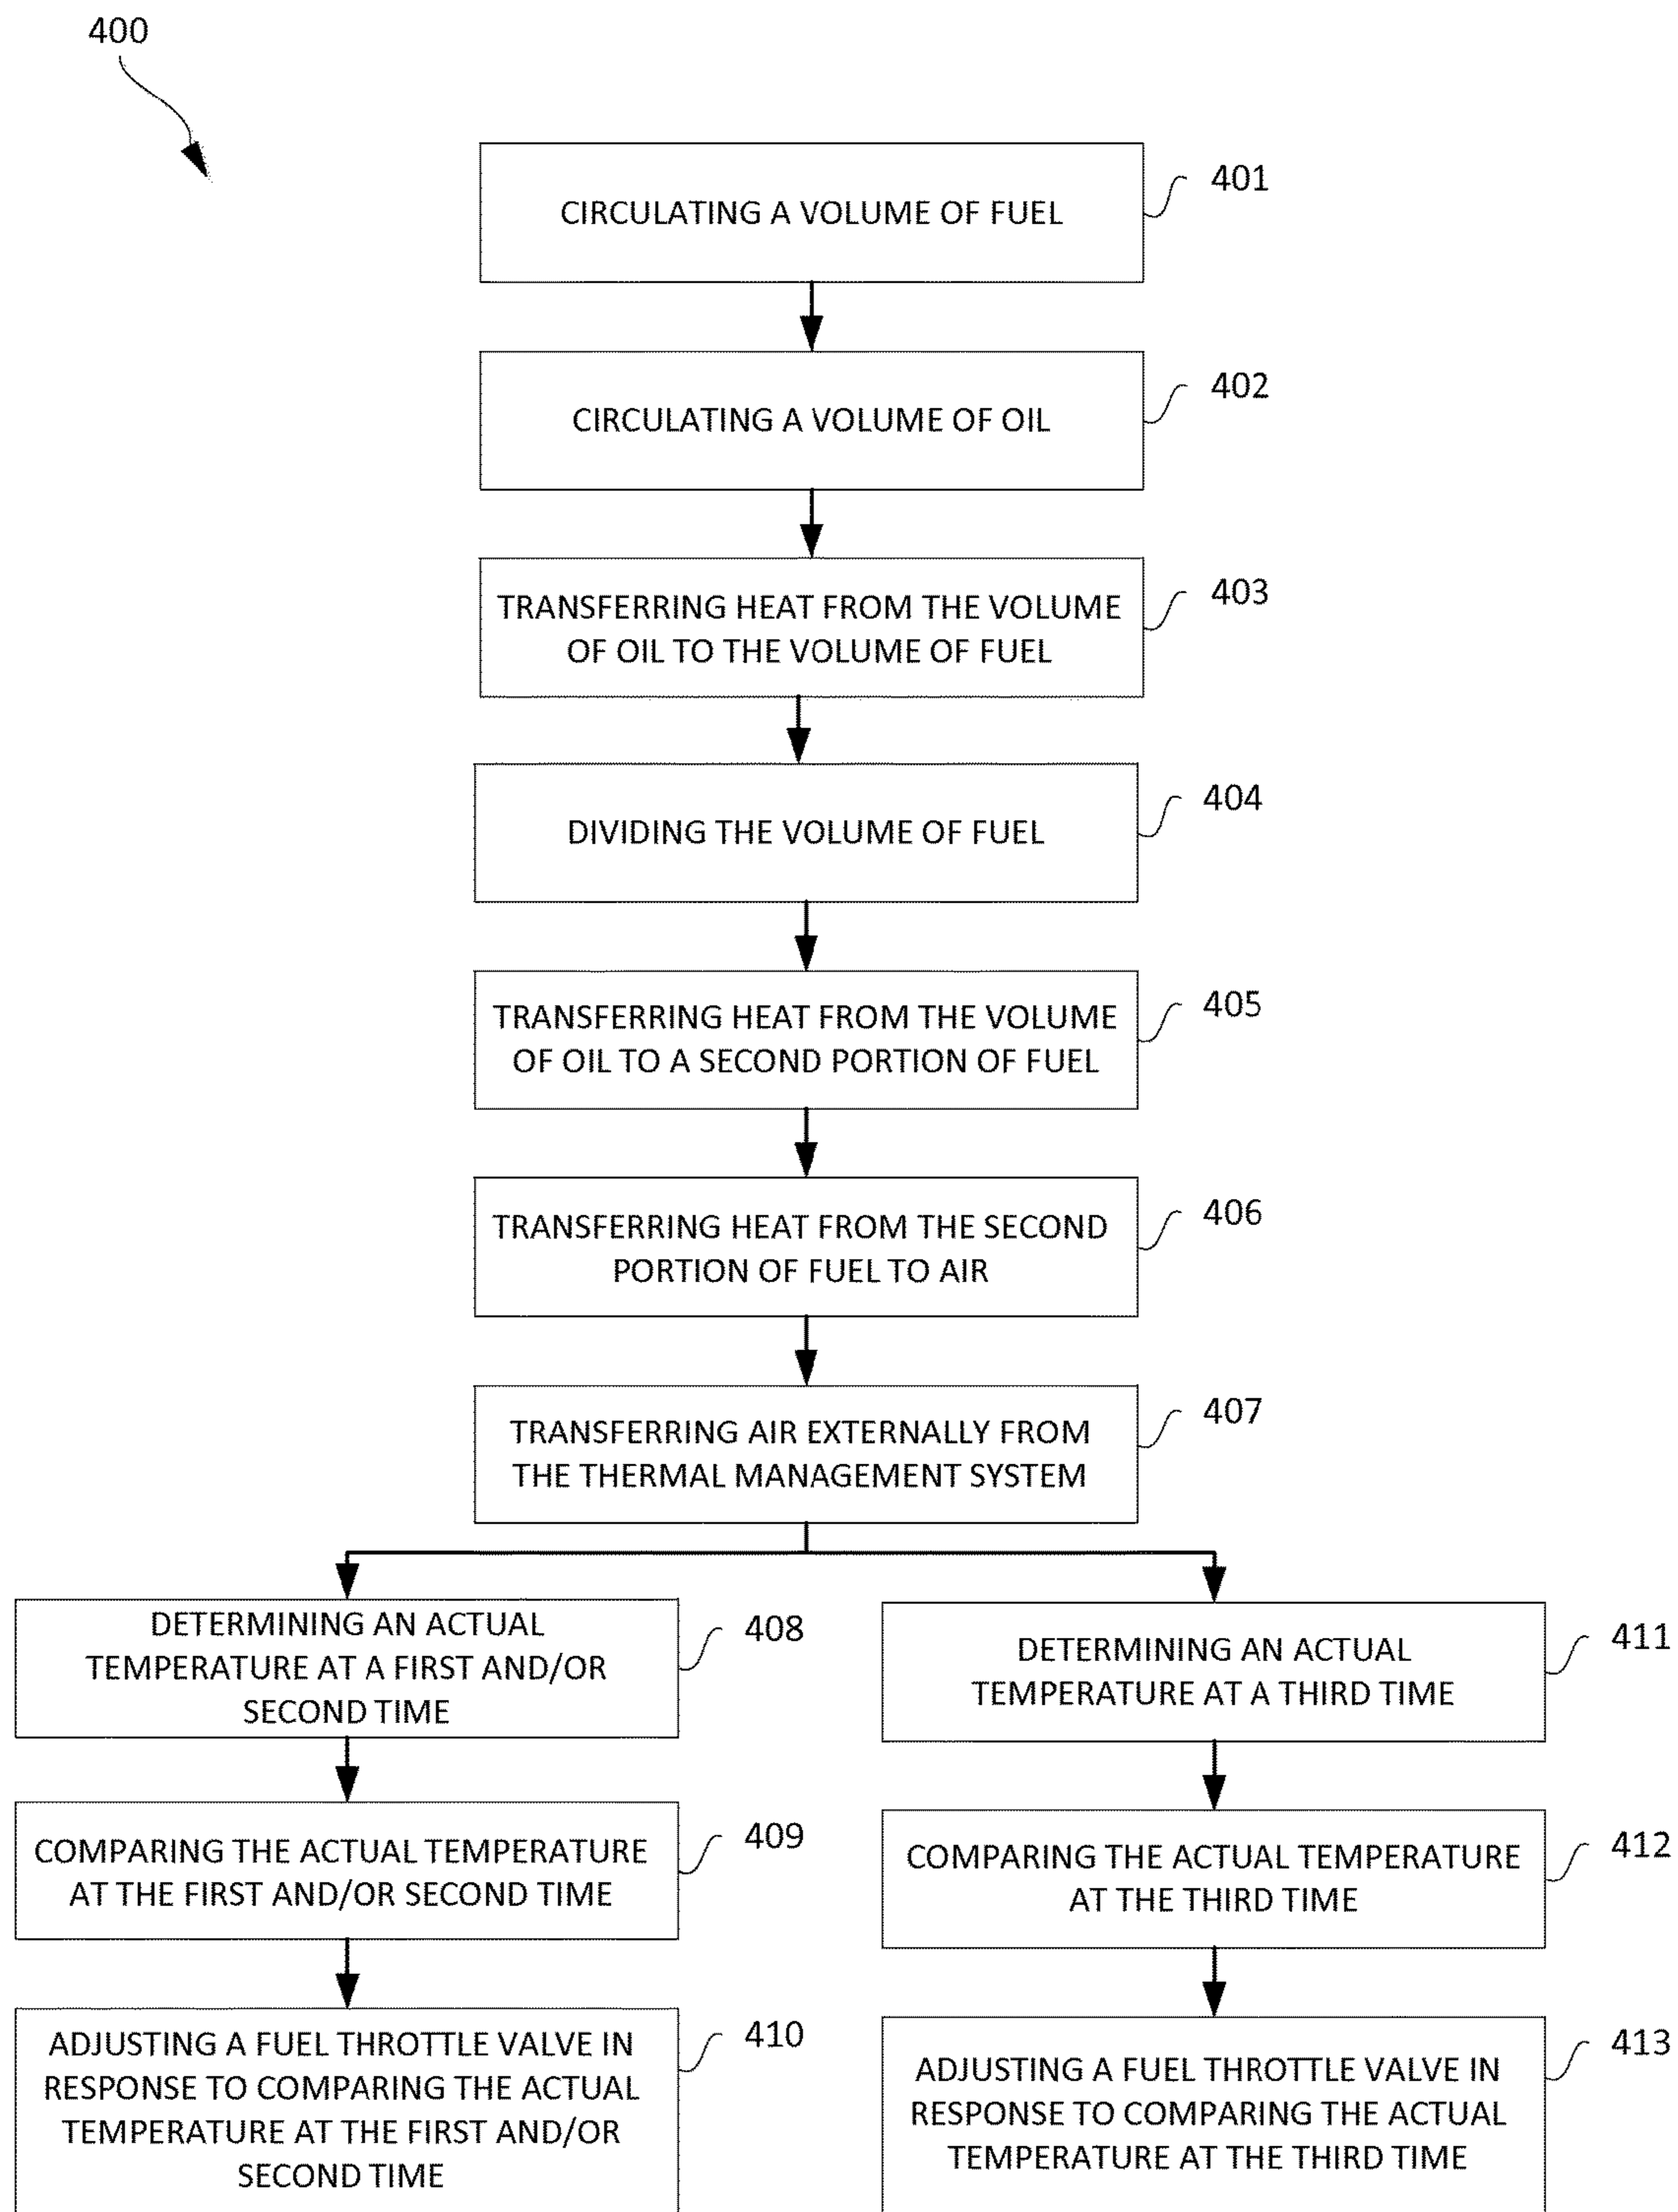 400
CIRCULATING A VOLUME OF FUEL
401
CIRCULATING A VOLUME OF OIL
402
TRANSFERRING HEAT FROM THE VOLUME
OF OIL TO THE VOLUME OF FUEL
403
DIVIDING THE VOLUME OF FUEL
404
TRANSFERRING HEAT FROM THE VOLUME
OF OIL TO A SECOND PORTION OF FUEL
405
TRANSFERRING HEAT FROM THE SECOND
PORTION OF FUEL TO AIR
406
TRANSFERRING AIR EXTERNALLY FROM
THE THERMAL MANAGEMENT SYSTEM
407
DETERMINING AN ACTUAL
TEMPERATURE AT A FIRST AND/OR
SECOND TIME
408
COMPARING THE ACTUAL TEMPERATURE
AT THE FIRST AND/OR SECOND TIME
409
ADJUSTING A FUEL THROTTLE VALVE IN
RESPONSE TO COMPARING THE ACTUAL
TEMPERATURE AT THE FIRST AND/OR
SECOND TIME
410
DETERMINING AN ACTUAL
TEMPERATURE AT A THIRD TIME
411
COMPARING THE ACTUAL TEMPERATURE
AT THE THIRD TIME
412
ADJUSTING A FUEL THROTTLE VALVE IN
RESPONSE TO COMPARING THE ACTUAL
TEMPERATURE AT THE THIRD TIME
413